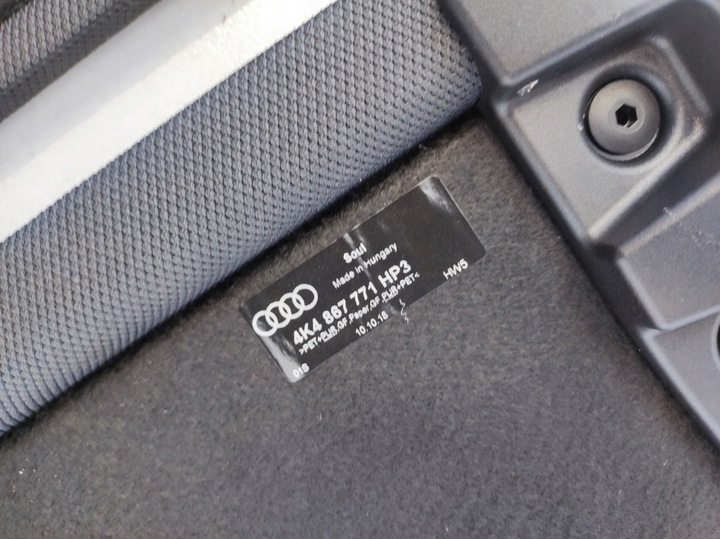 Soul
Made in Hungary
4K4 867 771 HP3
>PET+PUR,GF,Paper,GF,PUR+PET<
10.10.18
HW5
01S